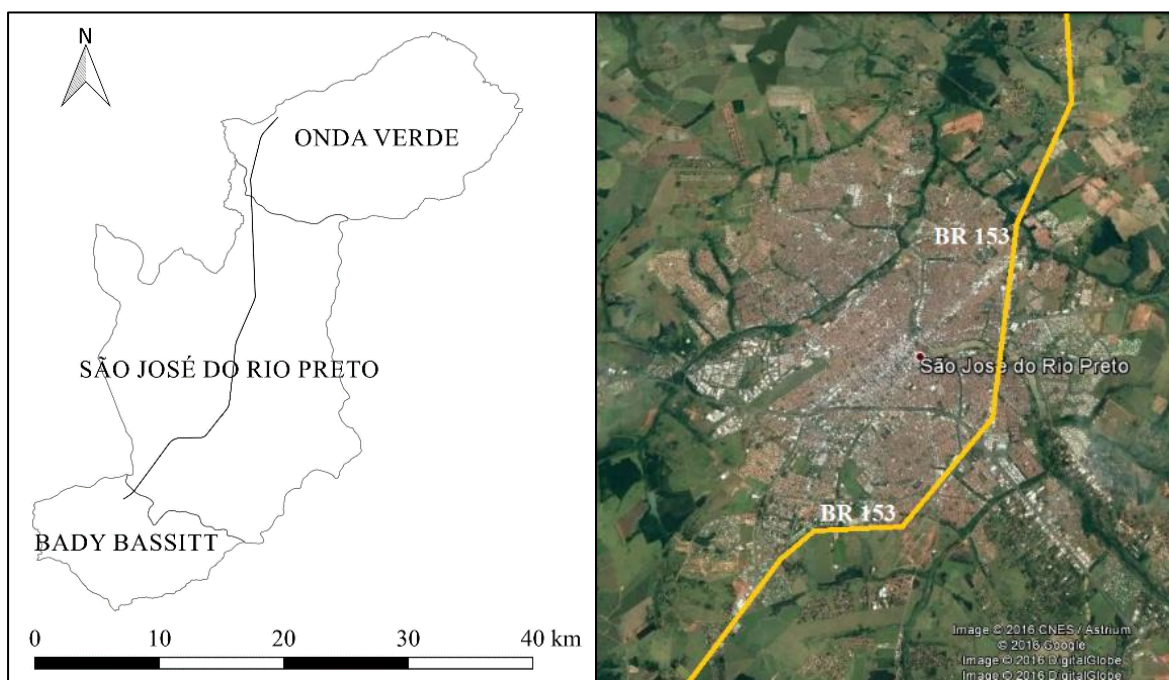 N
ONDA VERDE
SÃO JOSÉ DO RIO PRETO
BADY BASSITT
0 10 20 30 40 km
BR 153
São José do Rio Preto
BR 153
Image © 2016 CNES / Astrium
© 2016 Google
Image © 2016 DigitalGlobe
Image © 2016 DigitalGlobe